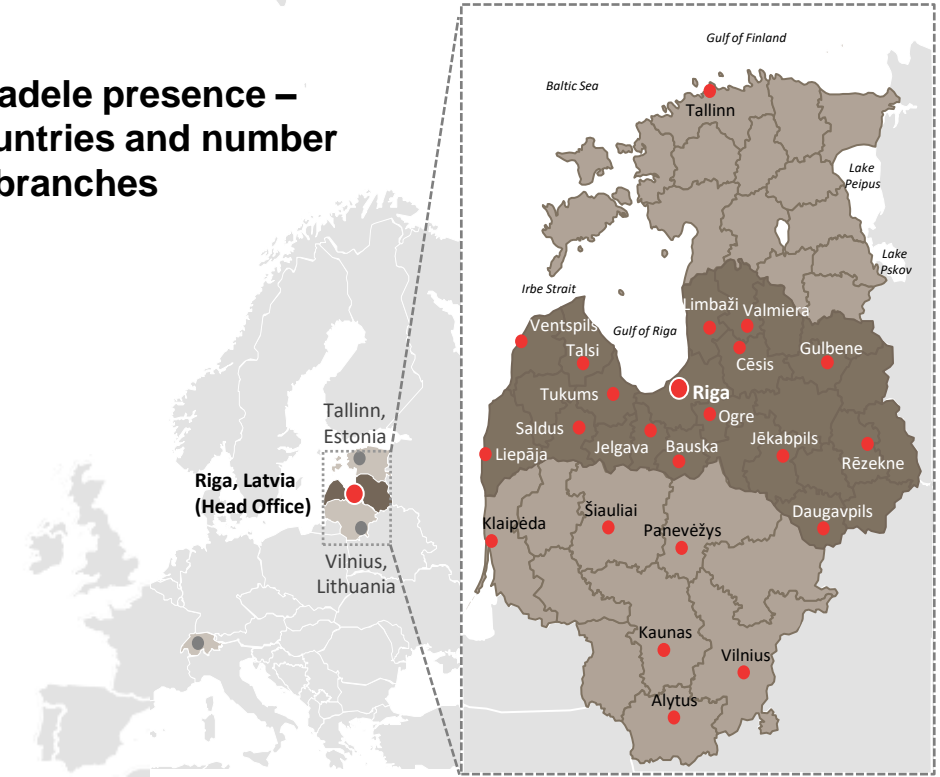 adele presence –
untries and number
branches
Gulf of Finland
Baltic Sea
Tallinn
Lake
Peipus
Lake
Pskov
Irbe Strait
Gulf of Riga
Limbaži
Valmiera
Ventspils
Talsi
Cēsis
Gulbene
Tukums
Riga
Ogre
Saldus
Jelgava
Bauska
Jēkabpils
Liepāja
Rēzekne
Daugavpils
Klaipėda
Šiauliai
Panevėžys
Kaunas
Vilnius
Alytus
Tallinn,
Estonia
Riga, Latvia
(Head Office)
Vilnius,
Lithuania